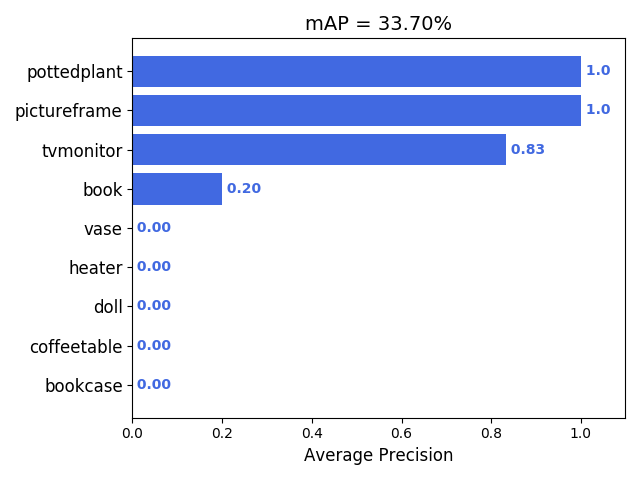 mAP = 33.70%
pottedplant 1.0
pictureframe 1.0
tvmonitor 0.83
book 0.20
vase 0.00
heater 0.00
doll 0.00
coffeetable 0.00
bookcase 0.00
0.0 0.2 0.4 0.6 0.8 1.0
Average Precision